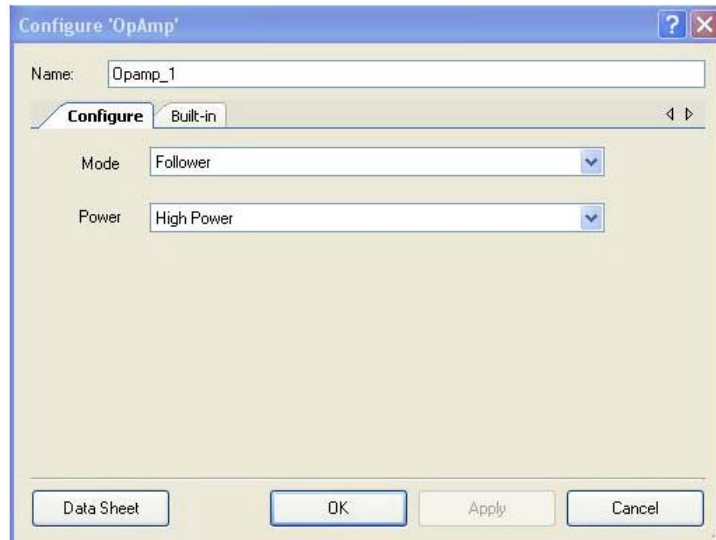 Configure 'OpAmp'
?
Name: Opamp_1
Configure Built-in
Mode Follower
Power High Power
Data Sheet OK Apply Cancel